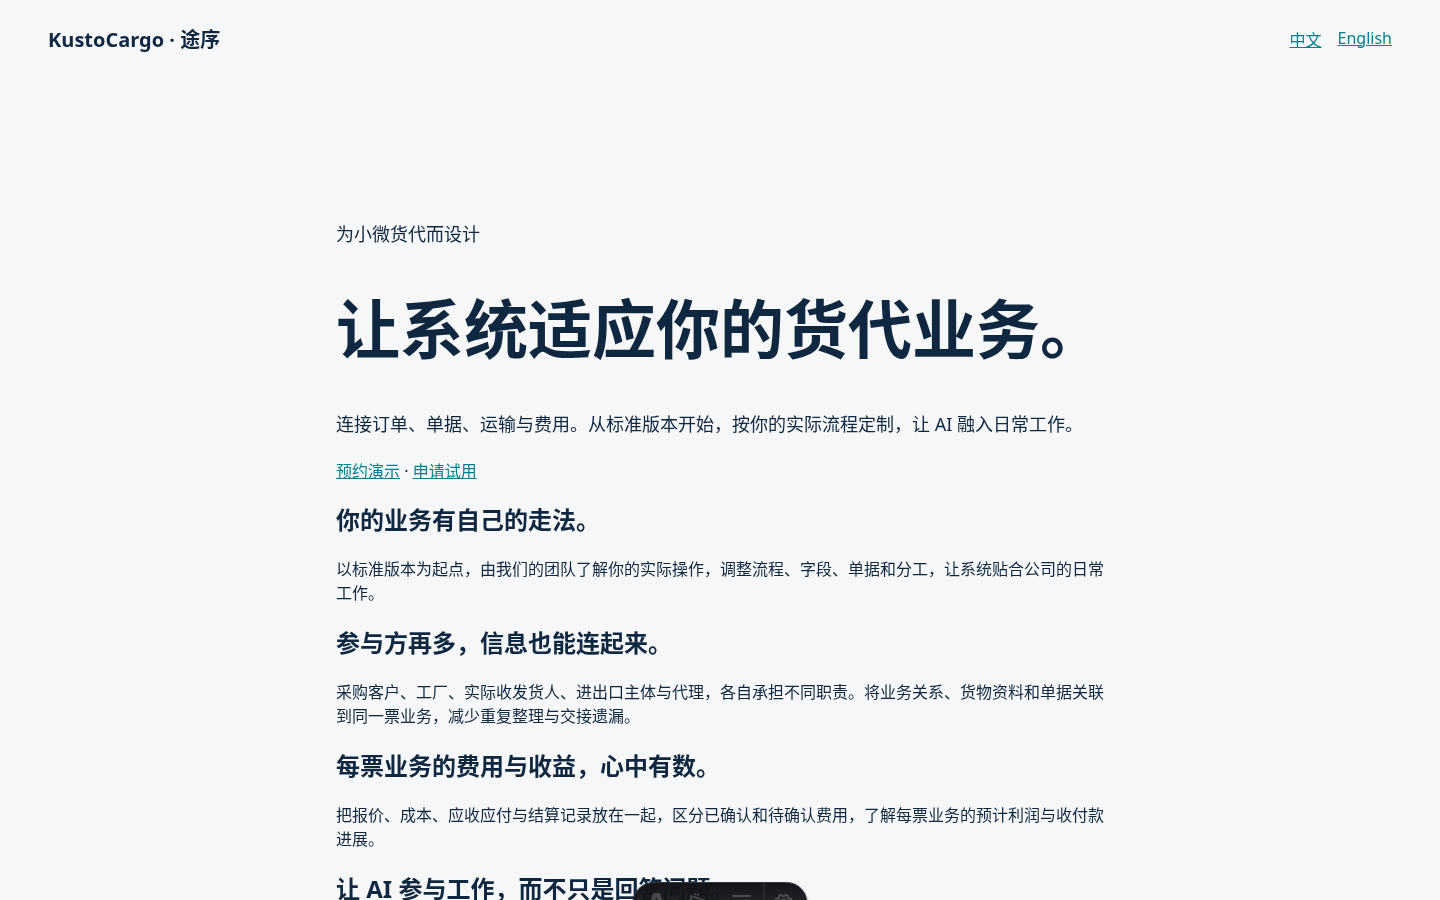 KustoCargo · 途序
中文 English
为小微货代而设计
让系统适应你的货代业务。
连接订单、单据、运输与费用。从标准版本开始，按你的实际流程定制，让 AI 融入日常工作。
预约演示 · 申请试用
你的业务有自己的走法。
以标准版本为起点，由我们的团队了解你的实际操作，调整流程、字段、单据和分工，让系统贴合公司的日常
工作。
参与方再多，信息也能连起来。
采购客户、工厂、实际收发货人、进出口主体与代理，各自承担不同职责。将业务关系、货物资料和单据关联
到同一票业务，减少重复整理与交接遗漏。
每票业务的费用与收益，心中有数。
把报价、成本、应收应付与结算记录放在一起，区分已确认和待确认费用，了解每票业务的预计利润与收付款
进展。
让 AI 参与工作，而不只是回答问题。